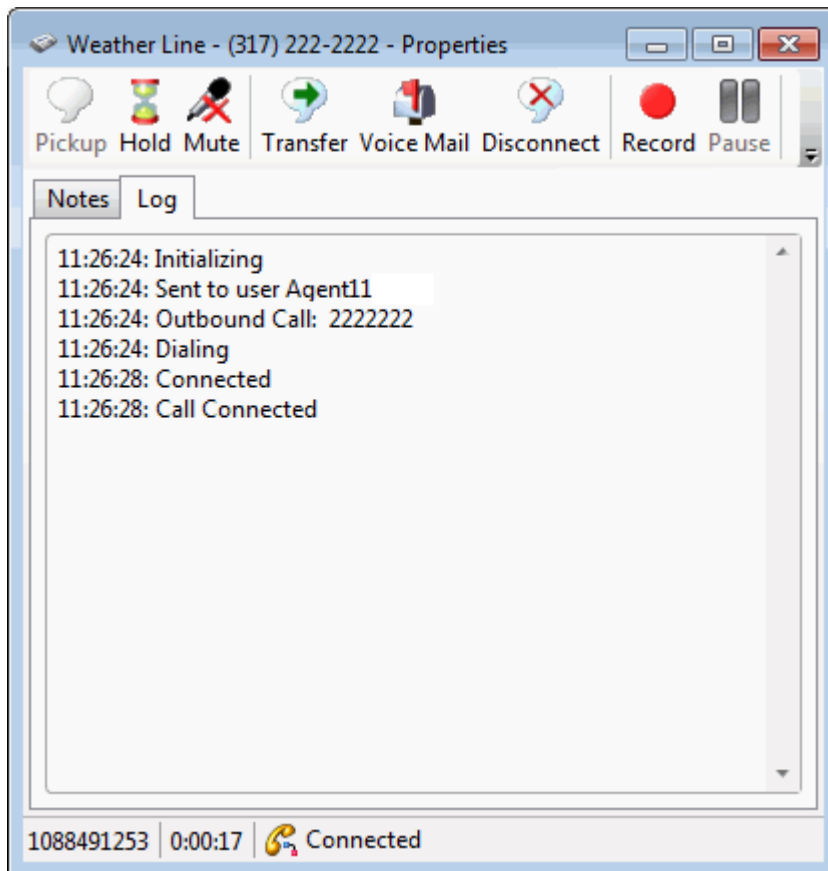 Weather Line - (317) 222-2222 - Properties
Pickup Hold Mute Transfer Voice Mail Disconnect Record Pause
Notes Log
11:26:24: Initializing
11:26:24: Sent to user Agent11
11:26:24: Outbound Call:  2222222
11:26:24: Dialing
11:26:28: Connected
11:26:28: Call Connected
1088491253 0:00:17 Connected